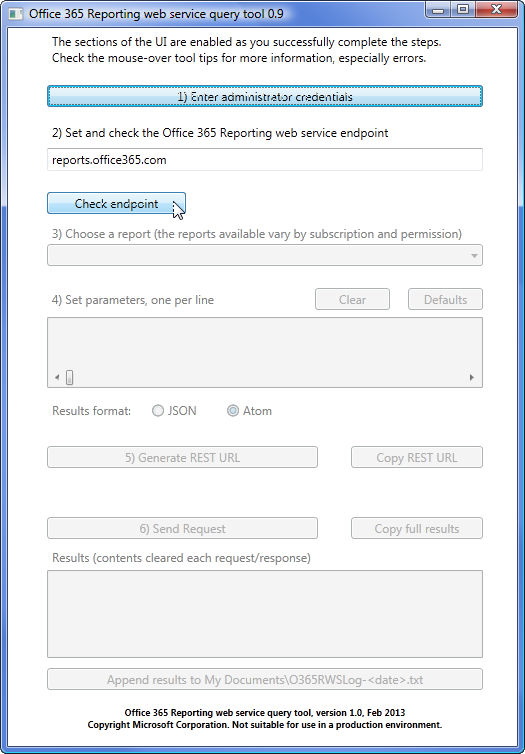 Office 365 Reporting web service query tool 0.9
The sections of the UI are enabled as you successfully complete the steps.
Check the mouse-over tool tips for more information, especially errors.
1) Enter administrator credentials
2) Set and check the Office 365 Reporting web service endpoint
reports.office365.com
Check endpoint
3) Choose a report (the reports available vary by subscription and permission)
4) Set parameters, one per line
Clear
Defaults
Results format:
JSON
Atom
5) Generate REST URL
Copy REST URL
6) Send Request
Copy full results
Results (contents cleared each request/response)
Append results to My Documents\O365RWSLog-<date>.txt
Office 365 Reporting web service query tool, version 1.0, Feb 2013
Copyright Microsoft Corporation. Not suitable for use in a production environment.